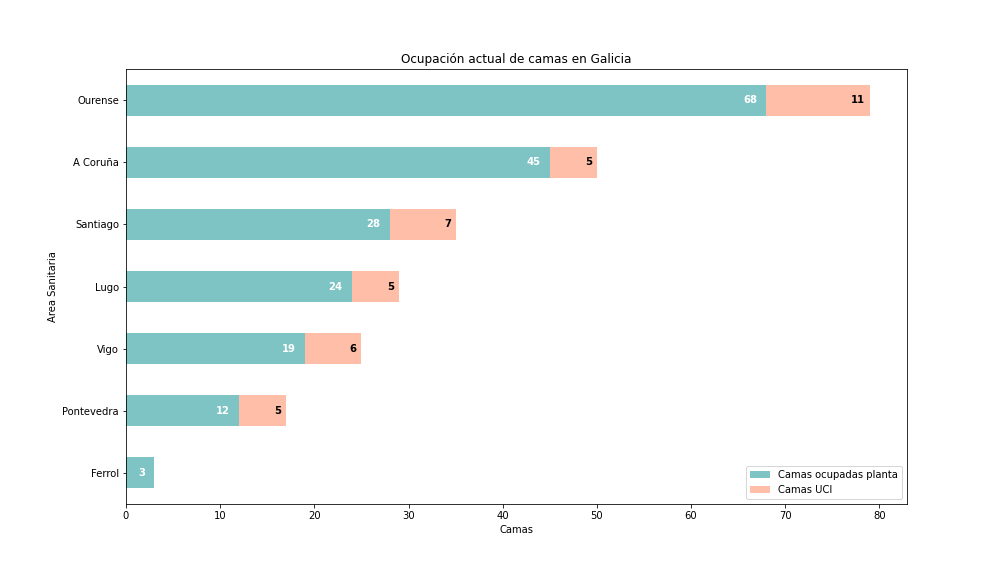 Ocupación actual de camas en Galicia
Area Sanitaria
Ourense 68 11
A Coruña 45 5
Santiago 28 7
Lugo 24 5
Vigo 19 6
Pontevedra 12 5
Ferrol 3
Camas ocupadas planta
Camas UCI
0 10 20 30 40 50 60 70 80
Camas